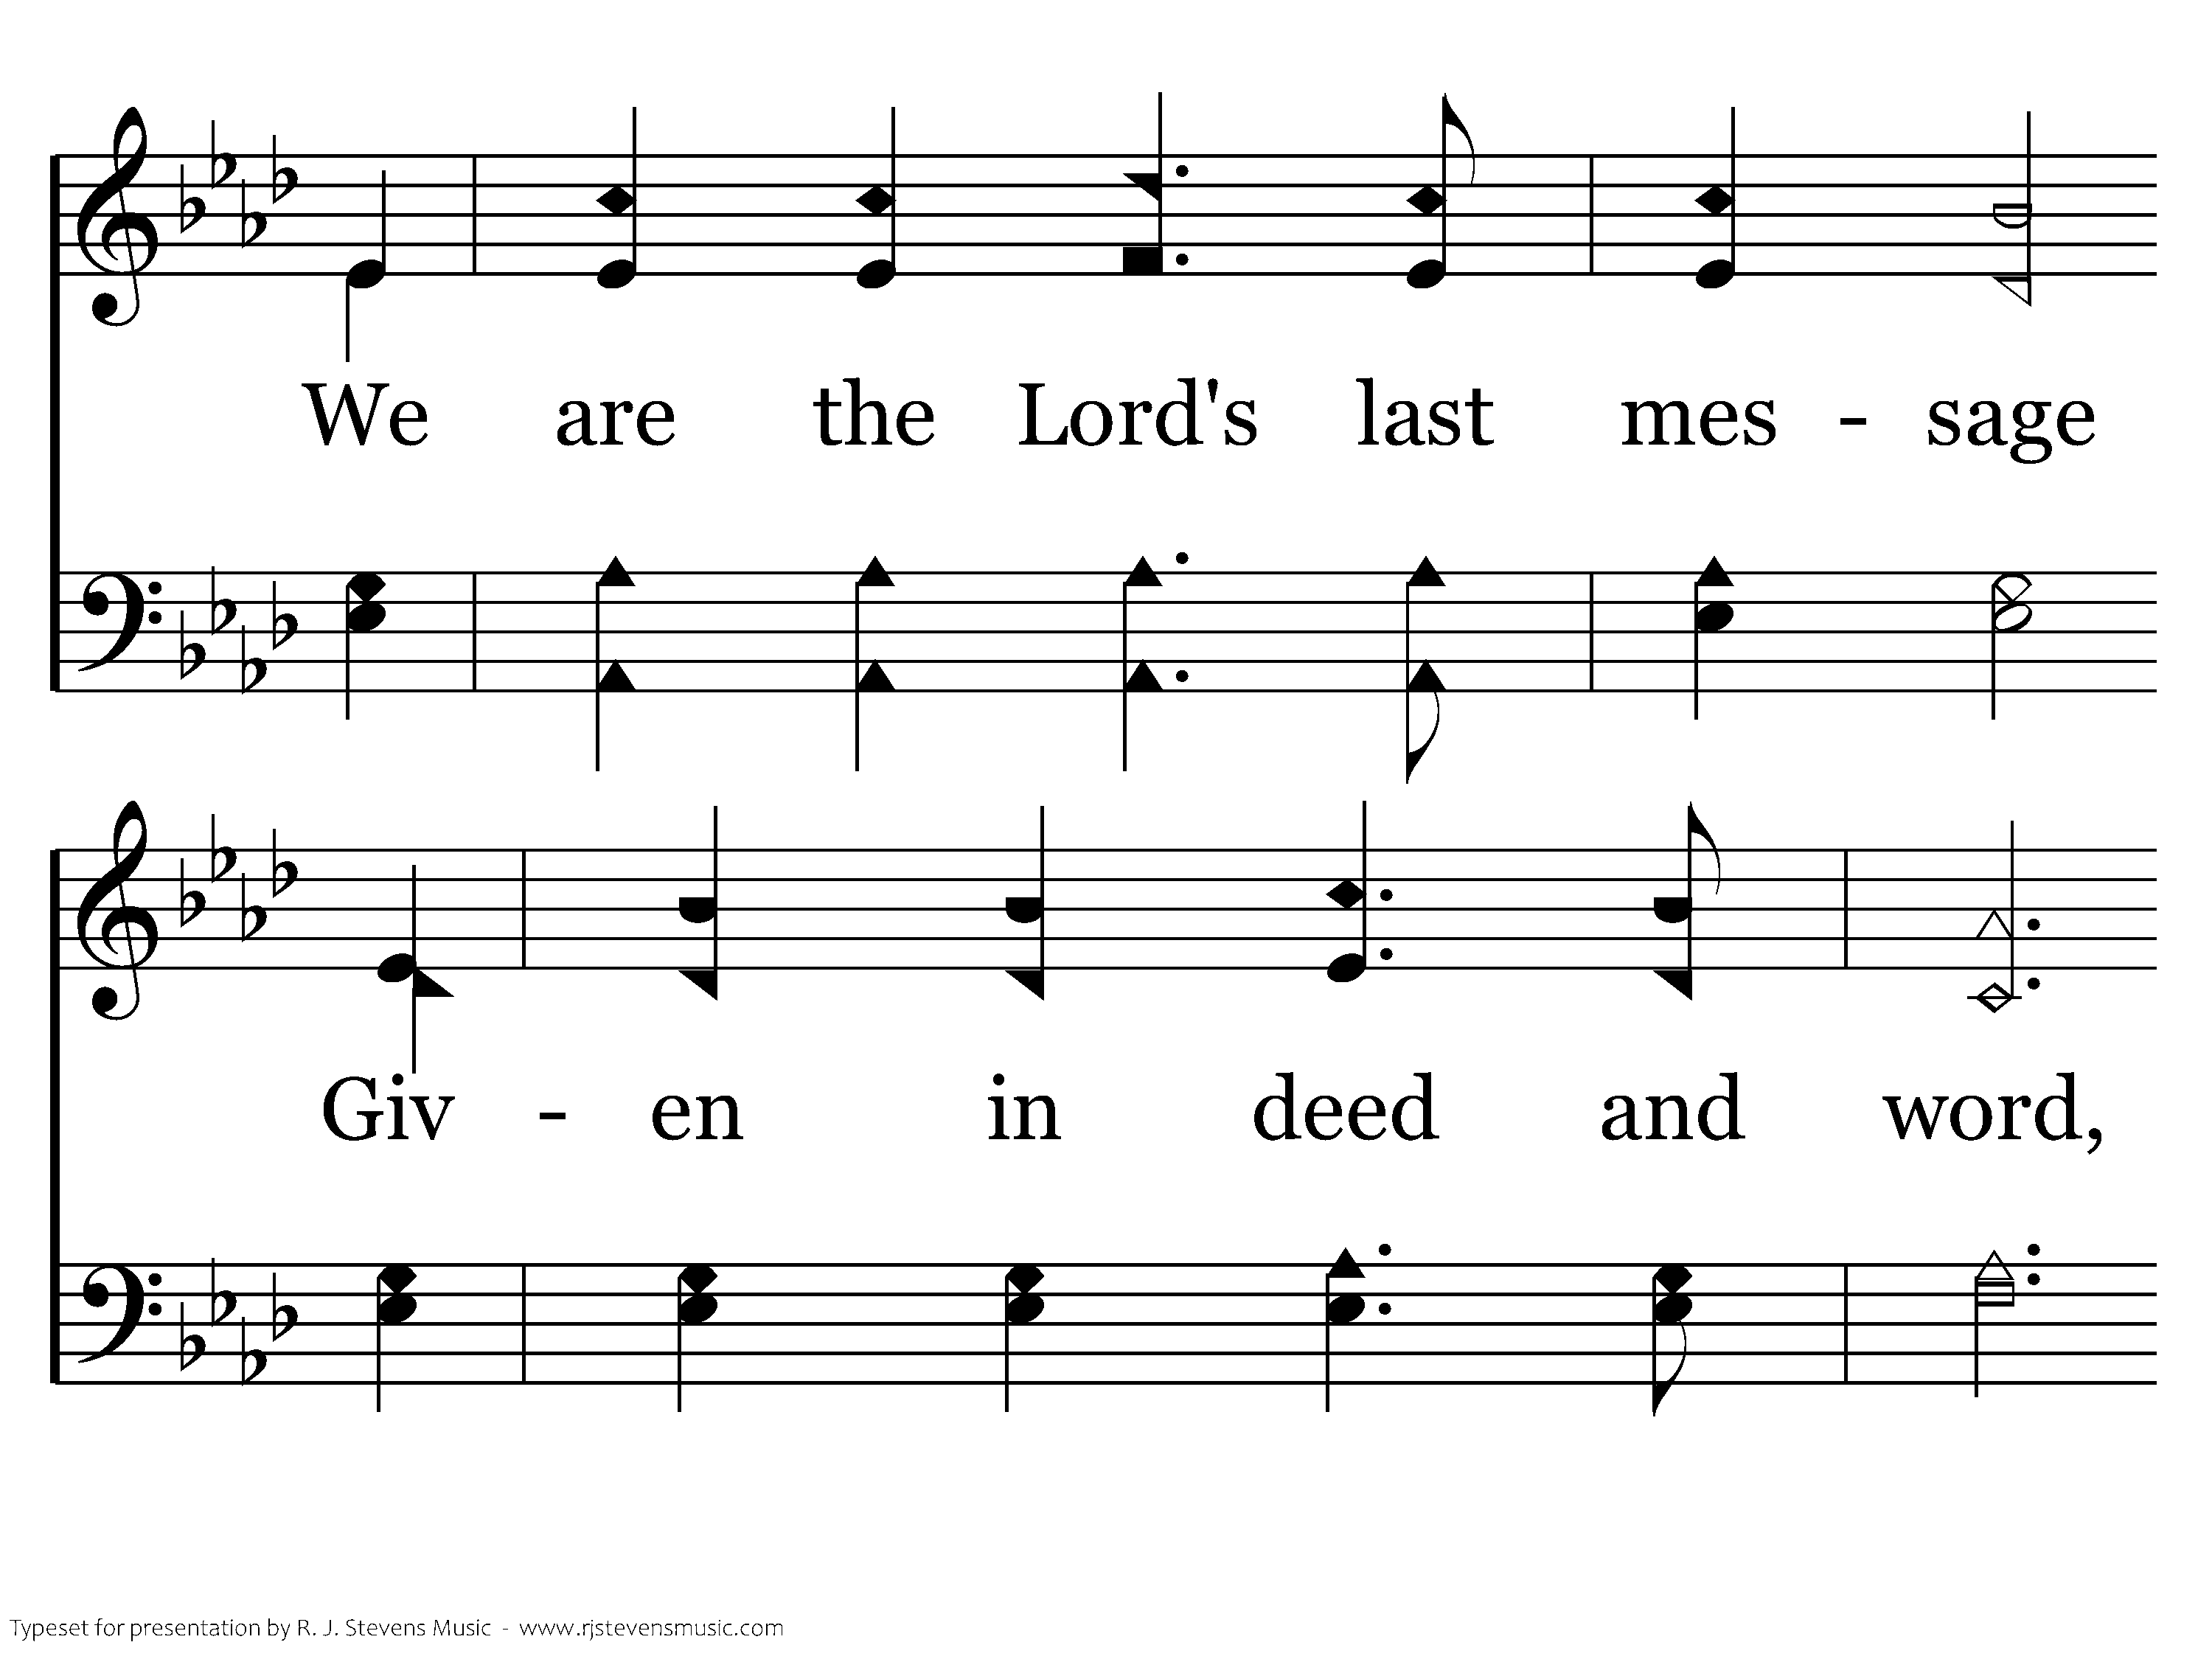 We are the Lord's last mes - sage
Giv - en in deed and word,
Typeset for presentation by R. J. Stevens Music - www.rjstevensmusic.com